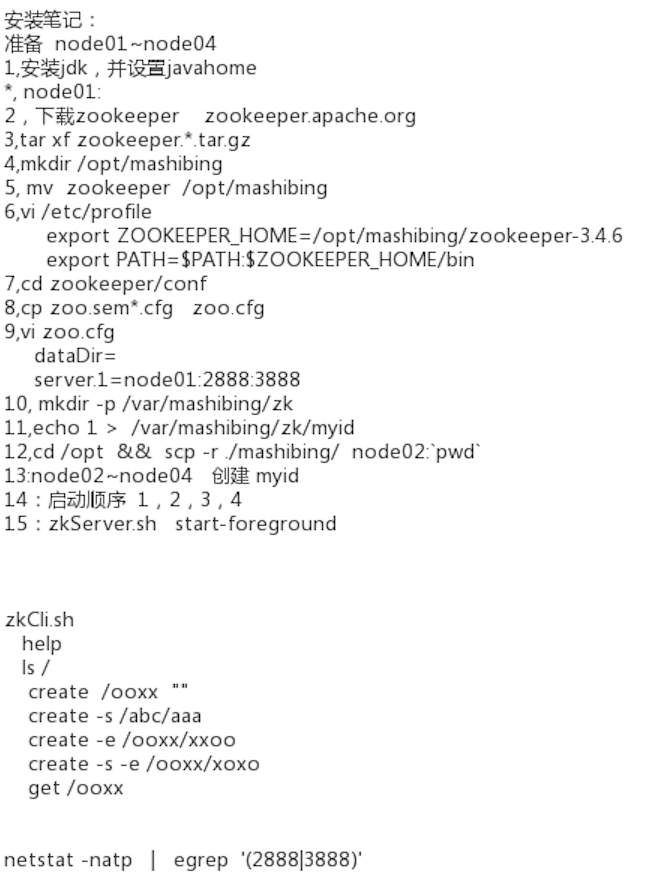 安装笔记：
准备 node01~node04
1,安装jdk，并设置javahome
*, node01:
2，下载zookeeper zookeeper.apache.org
3,tar xf zookeeper.*.tar.gz
4,mkdir /opt/mashibing
5, mv zookeeper /opt/mashibing
6,vi /etc/profile
export ZOOKEEPER_HOME=/opt/mashibing/zookeeper-3.4.6
export PATH=$PATH:$ZOOKEEPER_HOME/bin
7,cd zookeeper/conf
8,cp zoo.sem*.cfg zoo.cfg
9,vi zoo.cfg
dataDir=
server.1=node01:2888:3888
10, mkdir -p /var/mashibing/zk
11,echo 1 > /var/mashibing/zk/myid
12,cd /opt && scp -r ./mashibing/ node02:`pwd`
13:node02~node04 创建 myid
14：启动顺序 1，2，3，4
15：zkServer.sh start-foreground
zkCli.sh
help
ls /
create /ooxx ""
create -s /abc/aaa
create -e /ooxx/xxoo
create -s -e /ooxx/xoxo
get /ooxx
netstat -natp | egrep '(2888|3888)'